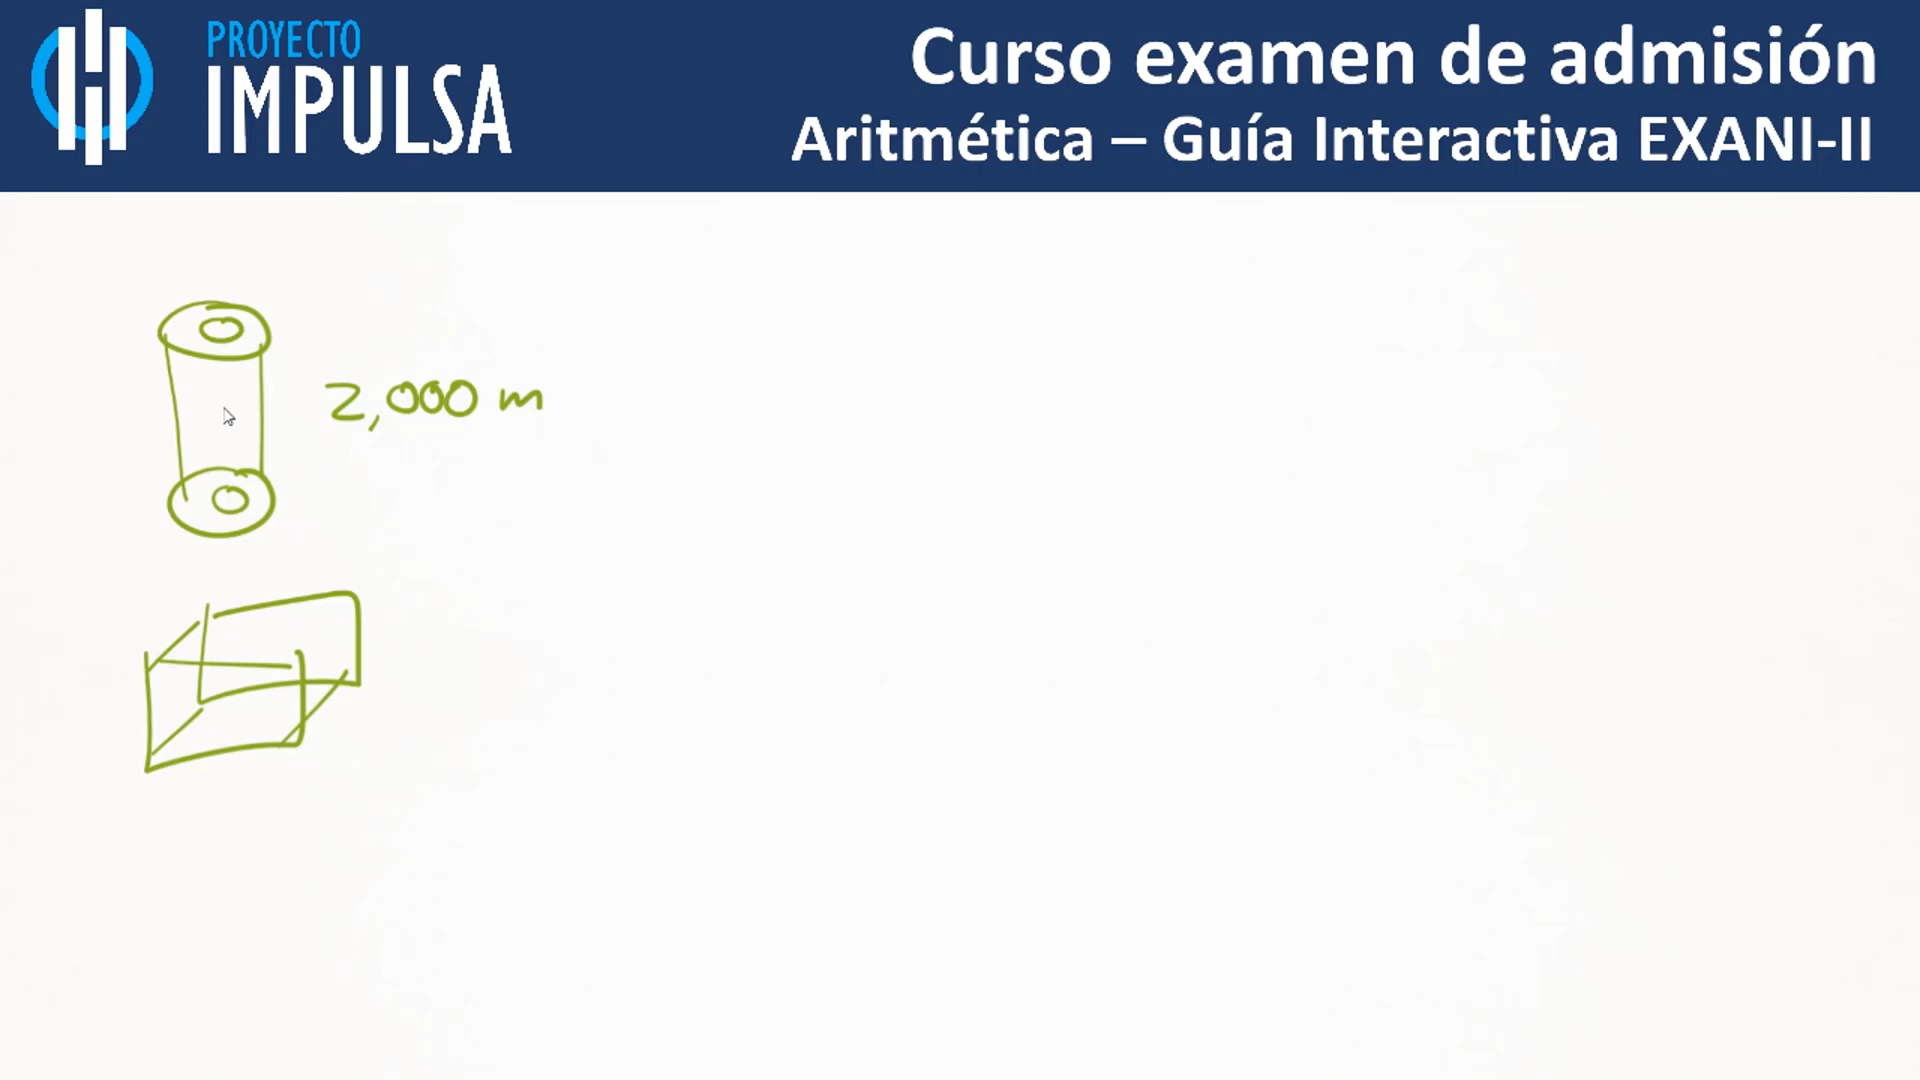 PROYECTO
IMPULSA
Curso examen de admisión
Aritmética – Guía Interactiva EXANI-II
2,000 m